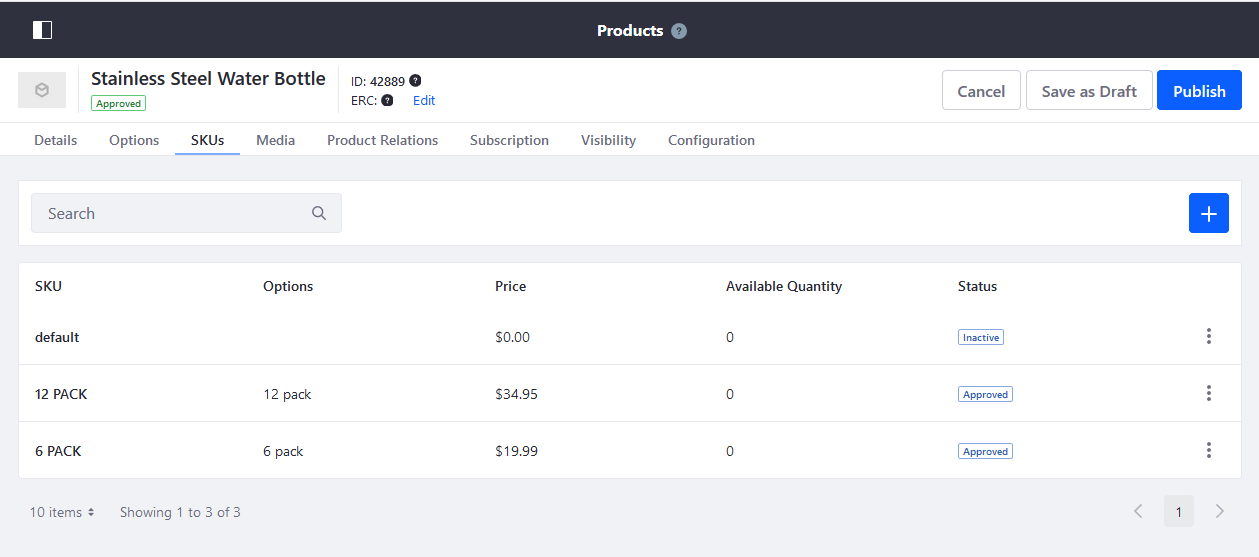 Products ?
Stainless Steel Water Bottle
Approved
ID: 42889 ?
ERC: ? Edit
Cancel
Save as Draft
Publish
Details Options SKUs Media Product Relations Subscription Visibility Configuration
Search
SKU Options Price Available Quantity Status
default $0.00 0 Inactive
12 PACK 12 pack $34.95 0 Approved
6 PACK 6 pack $19.99 0 Approved
10 items Showing 1 to 3 of 3 1